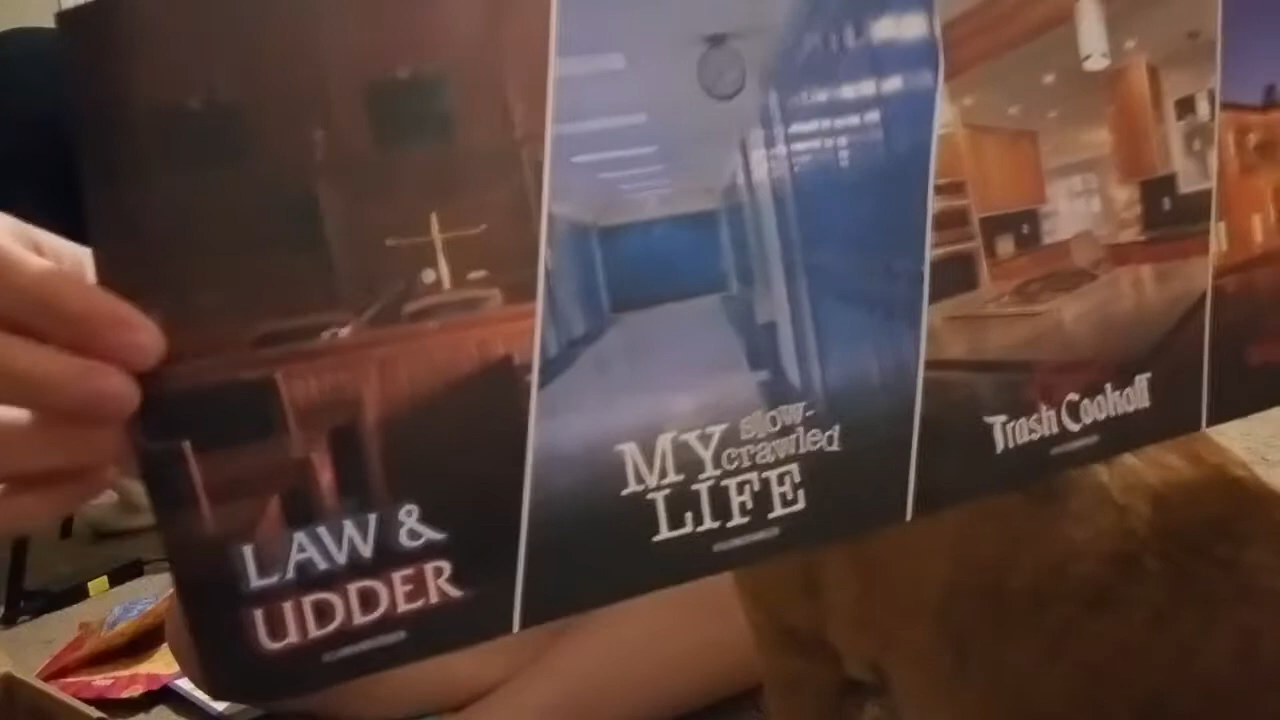 LAW &
UDDER
MY slow-
crawled
LIFE
Trash Cookoff